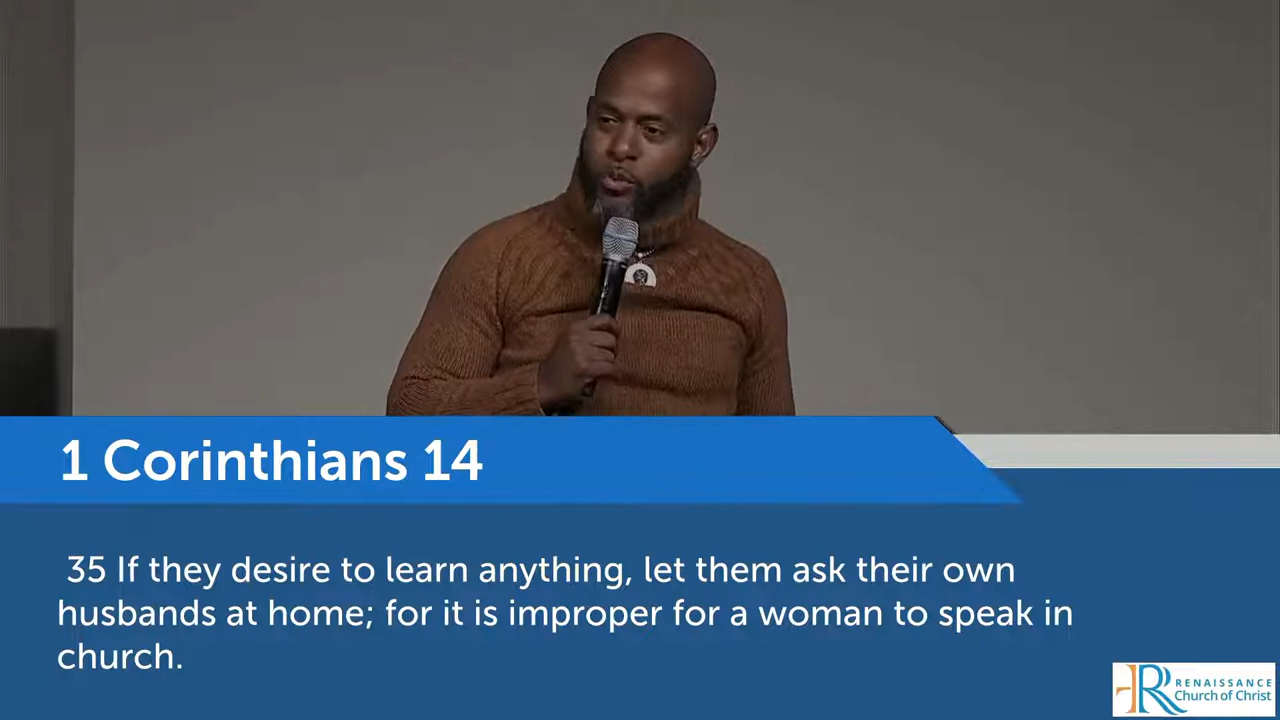 1 Corinthians 14
35 If they desire to learn anything, let them ask their own
husbands at home; for it is improper for a woman to speak in
church.
RENAISSANCE
Church of Christ